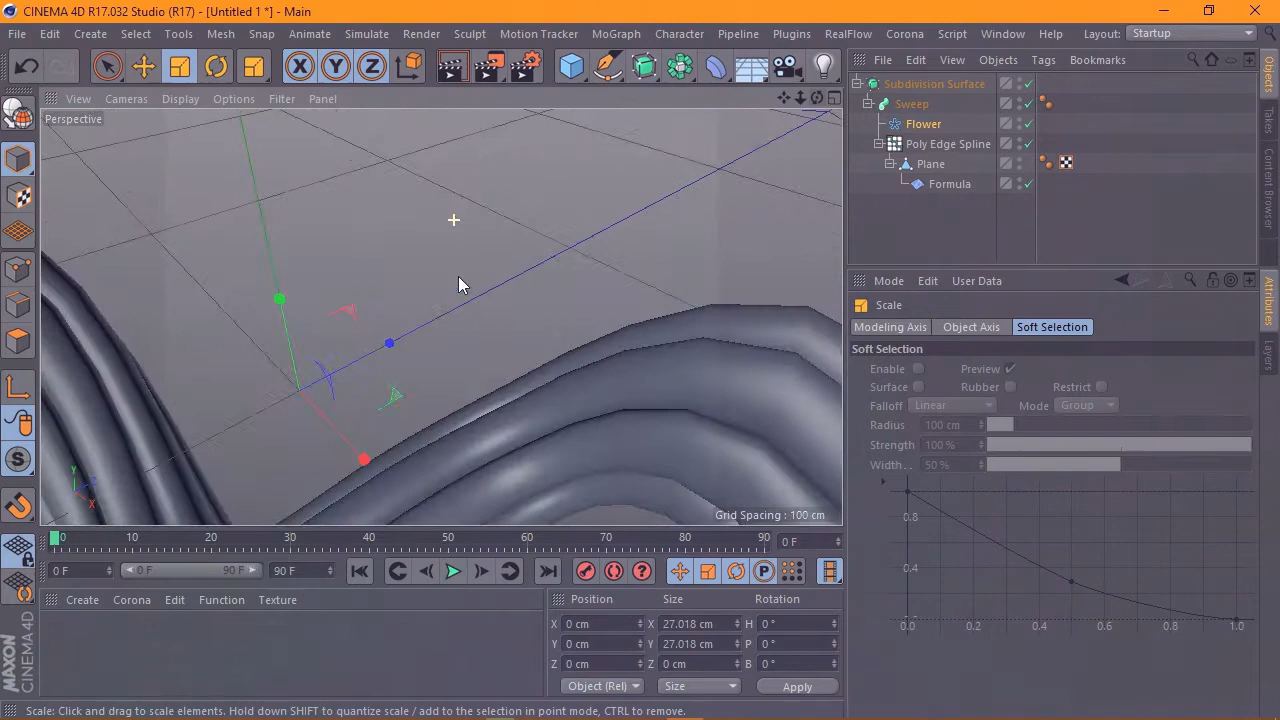 CINEMA 4D R17.032 Studio (R17) - [Untitled 1 *] - Main
File Edit Create Select Tools Mesh Snap Animate Simulate Render Sculpt Motion Tracker MoGraph Character Pipeline Plugins RealFlow Corona Script Window Help Layout: Startup
X Y Z
File Edit View Objects Tags Bookmarks
View Cameras Display Options Filter Panel
Perspective
Subdivision Surface
Sweep
Flower
Poly Edge Spline
Plane
Formula
Objects
Takes
Content Browser
Mode Edit User Data
Scale
Modeling Axis Object Axis Soft Selection
Soft Selection
Enable Preview
Surface Rubber Restrict
Falloff Linear Mode Group
Radius 100 cm
Strength 100 %
Width . . 50 %
0.8
0.4
0.0 0.2 0.4 0.6 0.8 1.0
Attributes
Layers
Y
Z
X
Grid Spacing : 100 cm
0 10 20 30 40 50 60 70 80 90 0 F
0 F 0 F 90 F 90 F
P
S
Create Corona Edit Function Texture
Position Size Rotation
X 0 cm X 27.018 cm H 0 °
Y 0 cm Y 27.018 cm P 0 °
Z 0 cm Z 0 cm B 0 °
Object (Rel) Size Apply
MAXON
CINEMA 4D
Scale: Click and drag to scale elements. Hold down SHIFT to quantize scale / add to the selection in point mode, CTRL to remove.